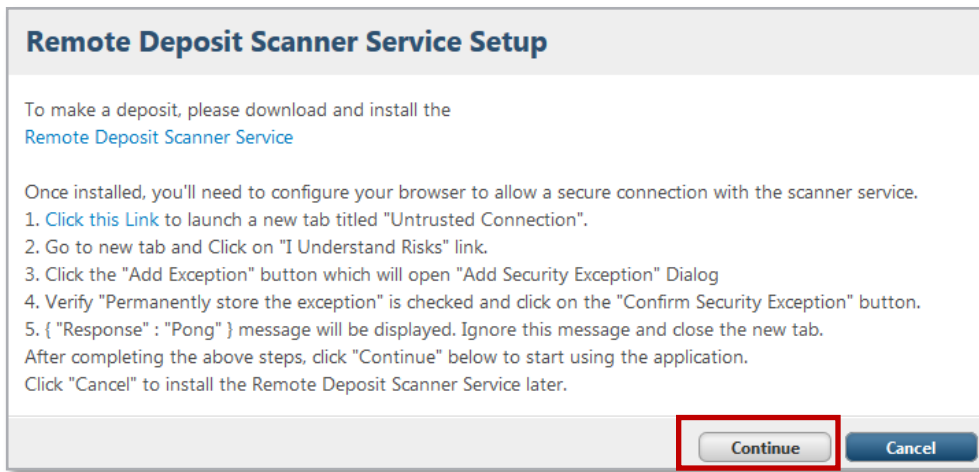 Remote Deposit Scanner Service Setup
To make a deposit, please download and install the
Remote Deposit Scanner Service
Once installed, you'll need to configure your browser to allow a secure connection with the scanner service.
1. Click this Link to launch a new tab titled "Untrusted Connection".
2. Go to new tab and Click on "I Understand Risks" link.
3. Click the "Add Exception" button which will open "Add Security Exception" Dialog
4. Verify "Permanently store the exception" is checked and click on the "Confirm Security Exception" button.
5. { "Response" : "Pong" } message will be displayed. Ignore this message and close the new tab.
After completing the above steps, click "Continue" below to start using the application.
Click "Cancel" to install the Remote Deposit Scanner Service later.
Continue Cancel